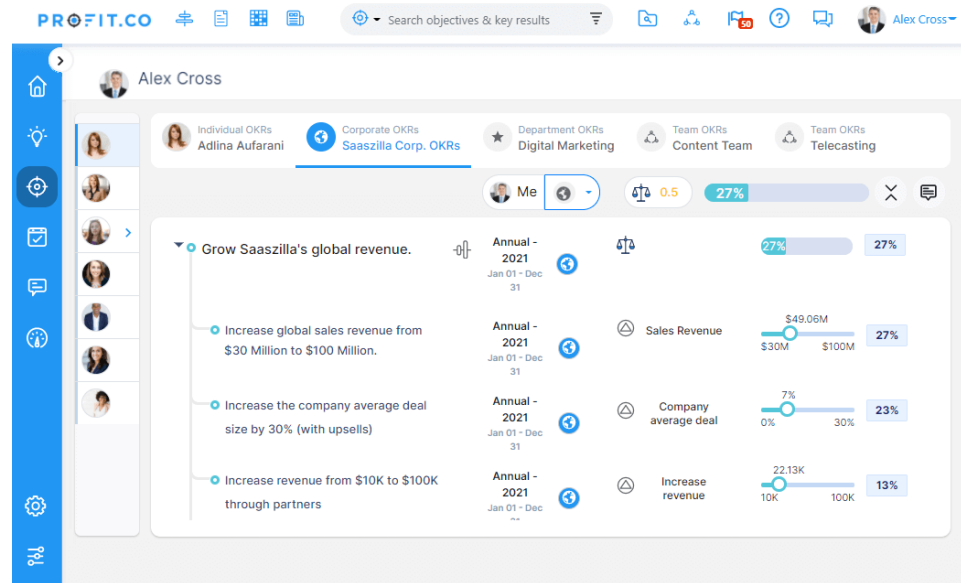 PROFIT.CO
Search objectives & key results
50
Alex Cross
Alex Cross
Individual OKRs
Adlina Aufarani
Corporate OKRs
Saaszilla Corp. OKRs
Department OKRs
Digital Marketing
Team OKRs
Content Team
Team OKRs
Telecasting
Me
0.5
27%
Grow Saaszilla's global revenue.
Annual -
2021
Jan 01 - Dec
31
27%
27%
Increase global sales revenue from
$30 Million to $100 Million.
Annual -
2021
Jan 01 - Dec
31
Sales Revenue
$49.06M
$30M
$100M
27%
Increase the company average deal
size by 30% (with upsells)
Annual -
2021
Jan 01 - Dec
31
Company
average deal
7%
0%
30%
23%
Increase revenue from $10K to $100K
through partners
Annual -
2021
Jan 01 - Dec
Increase
revenue
22.13K
10K
100K
13%